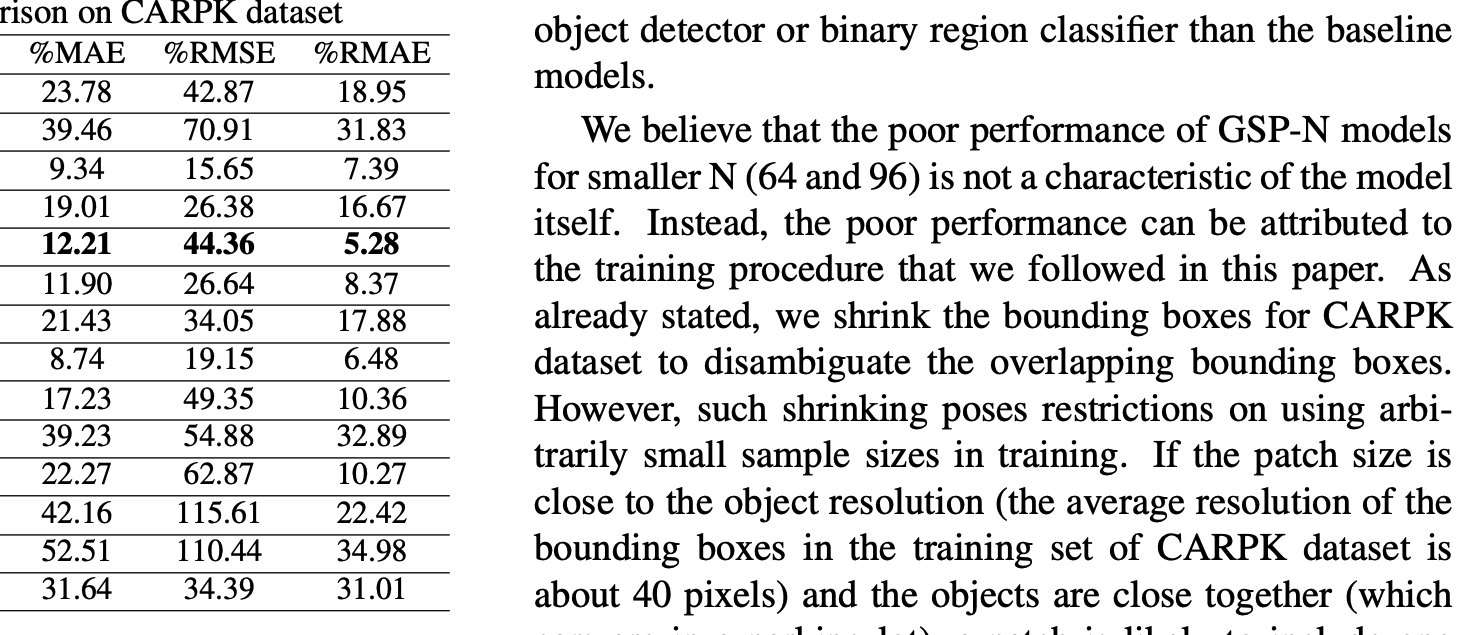 rison on CARPK dataset
%MAE %RMSE %RMAE
23.78 42.87 18.95
39.46 70.91 31.83
9.34 15.65 7.39
19.01 26.38 16.67
12.21 44.36 5.28
11.90 26.64 8.37
21.43 34.05 17.88
8.74 19.15 6.48
17.23 49.35 10.36
39.23 54.88 32.89
22.27 62.87 10.27
42.16 115.61 22.42
52.51 110.44 34.98
31.64 34.39 31.01
object detector or binary region classifier than the baseline
models.
We believe that the poor performance of GSP-N models
for smaller N (64 and 96) is not a characteristic of the model
itself. Instead, the poor performance can be attributed to
the training procedure that we followed in this paper. As
already stated, we shrink the bounding boxes for CARPK
dataset to disambiguate the overlapping bounding boxes.
However, such shrinking poses restrictions on using arbi-
trarily small sample sizes in training. If the patch size is
close to the object resolution (the average resolution of the
bounding boxes in the training set of CARPK dataset is
about 40 pixels) and the objects are close together (which